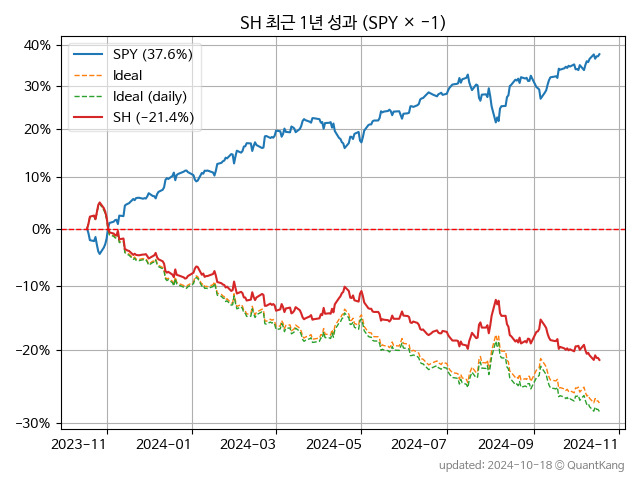 SH 최근 1년 성과 (SPY × −1)
SPY (37.6%)
Ideal
Ideal (daily)
SH (−21.4%)
40%
30%
20%
10%
0%
−10%
−20%
−30%
2023-11 2024-01 2024-03 2024-05 2024-07 2024-09 2024-11
updated: 2024-10-18 © QuantKang